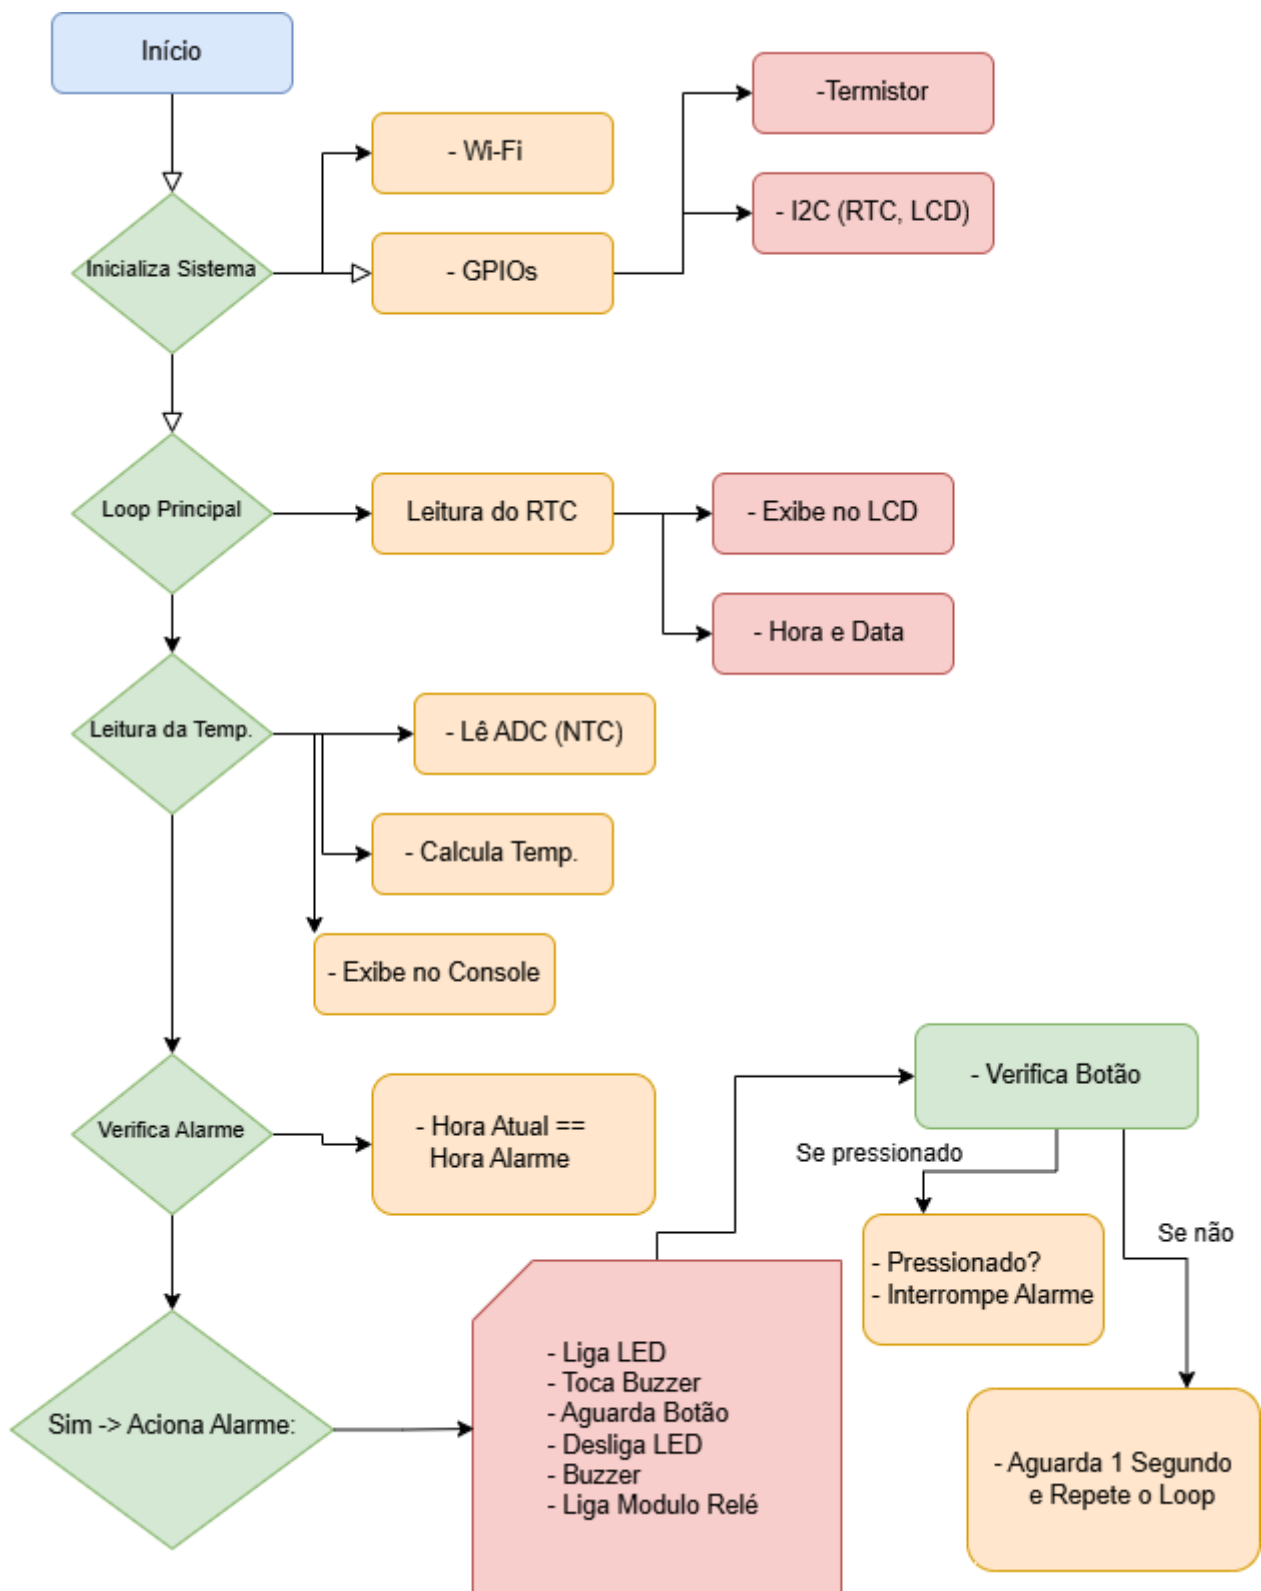 Início
-Termistor
- Wi-Fi
- I2C (RTC, LCD)
Inicializa Sistema
- GPIOs
Loop Principal
Leitura do RTC
- Exibe no LCD
- Hora e Data
Leitura da Temp.
- Lê ADC (NTC)
- Calcula Temp.
- Exibe no Console
- Verifica Botão
Verifica Alarme
- Hora Atual ==
Hora Alarme
Se pressionado
Se não
- Pressionado?
- Interrompe Alarme
Sim -> Aciona Alarme:
- Liga LED
- Toca Buzzer
- Aguarda Botão
- Desliga LED
- Buzzer
- Liga Modulo Relé
- Aguarda 1 Segundo
e Repete o Loop